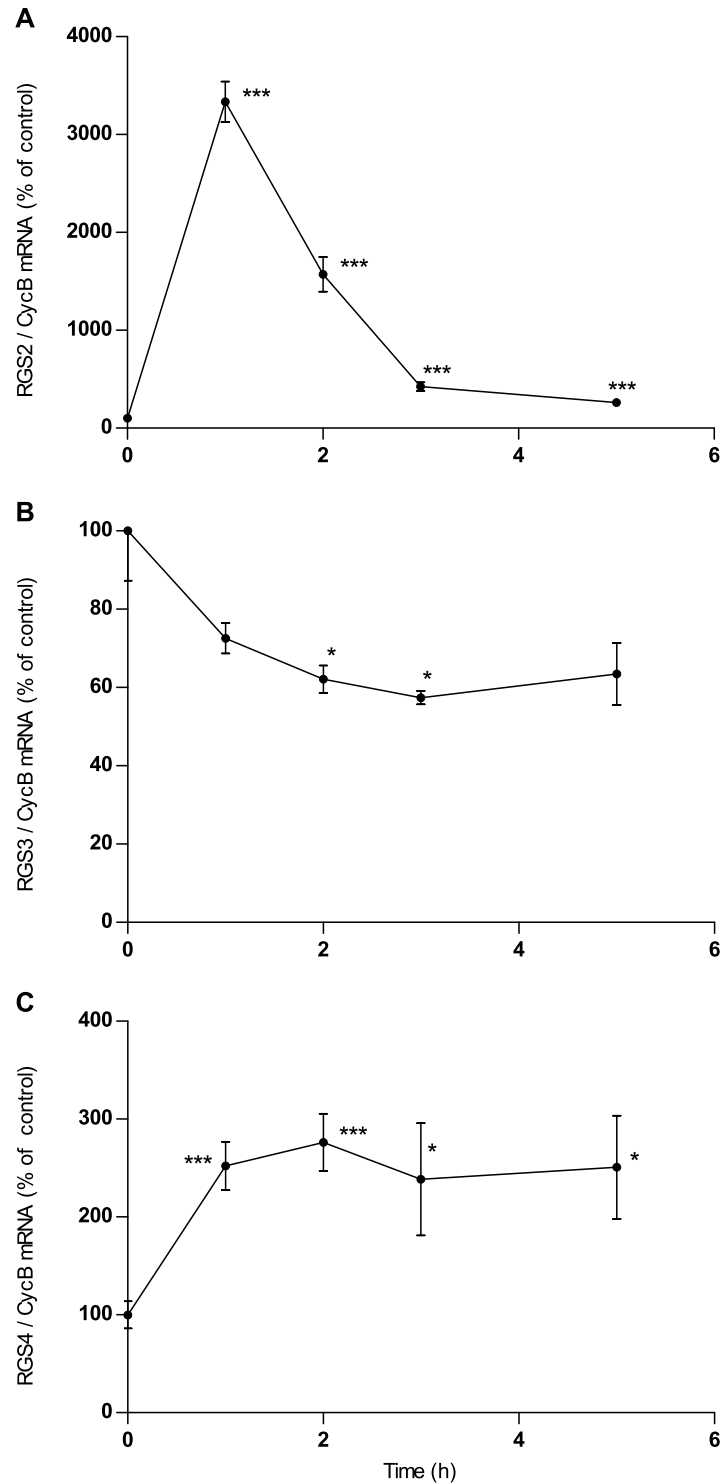 A
RGS2 / CycB mRNA (% of control)
4000
3000
2000
1000
0
***
***
***
***
0 2 4 6
B
RGS3 / CycB mRNA (% of control)
100
80
60
40
20
0
*
*
0 2 4 6
C
RGS4 / CycB mRNA (% of control)
400
300
200
100
0
***
***
*
*
0 2 4 6
Time (h)